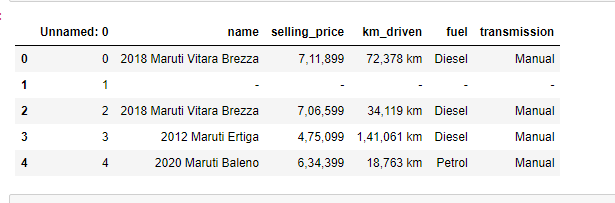 Unnamed: 0 name selling_price km_driven fuel transmission
0 0 2018 Maruti Vitara Brezza 7,11,899 72,378 km Diesel Manual
1 1 - - - - -
2 2 2018 Maruti Vitara Brezza 7,06,599 34,119 km Diesel Manual
3 3 2012 Maruti Ertiga 4,75,099 1,41,061 km Diesel Manual
4 4 2020 Maruti Baleno 6,34,399 18,763 km Petrol Manual